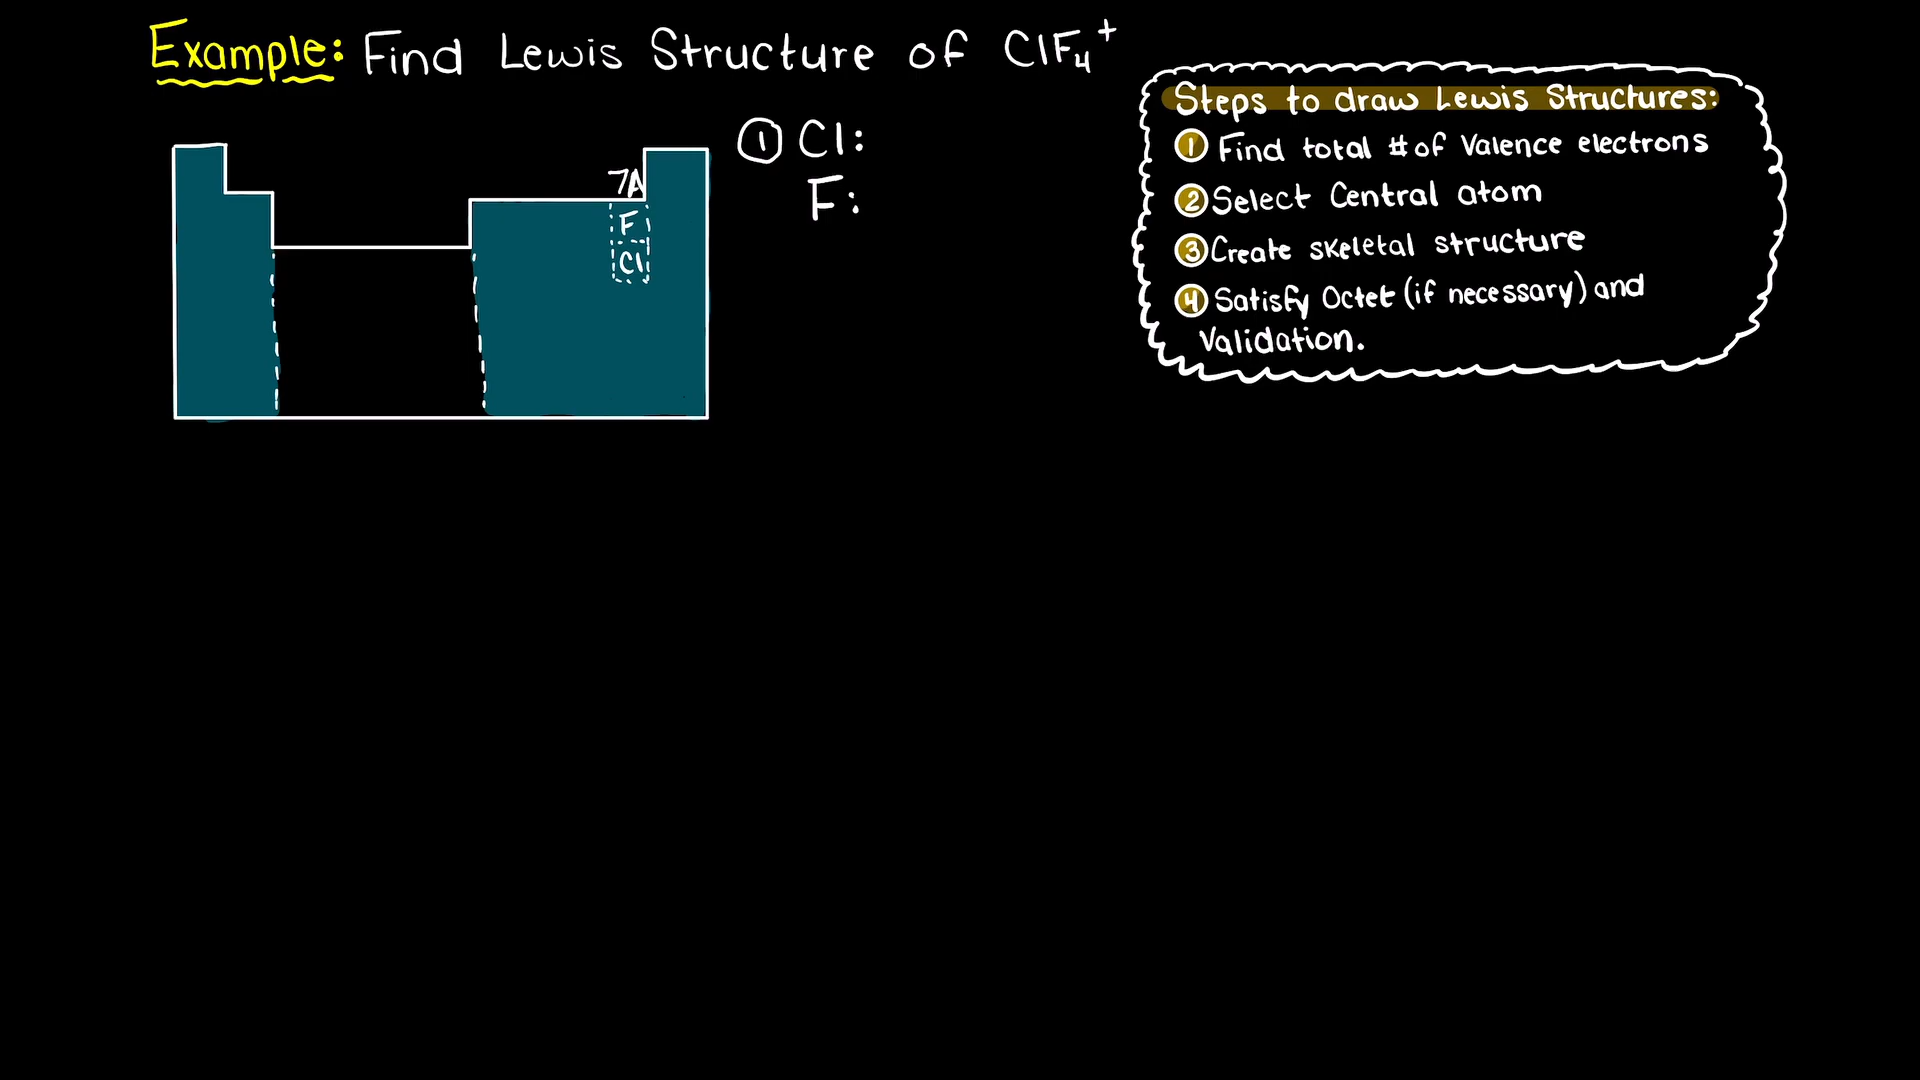 Example: Find Lewis Structure of ClF₄⁺
Steps to draw Lewis Structures:
① Find total # of Valence electrons
② Select Central atom
③ Create skeletal structure
④ Satisfy Octet (if necessary) and
Validation.
① Cl:
F:
7A
F
Cl